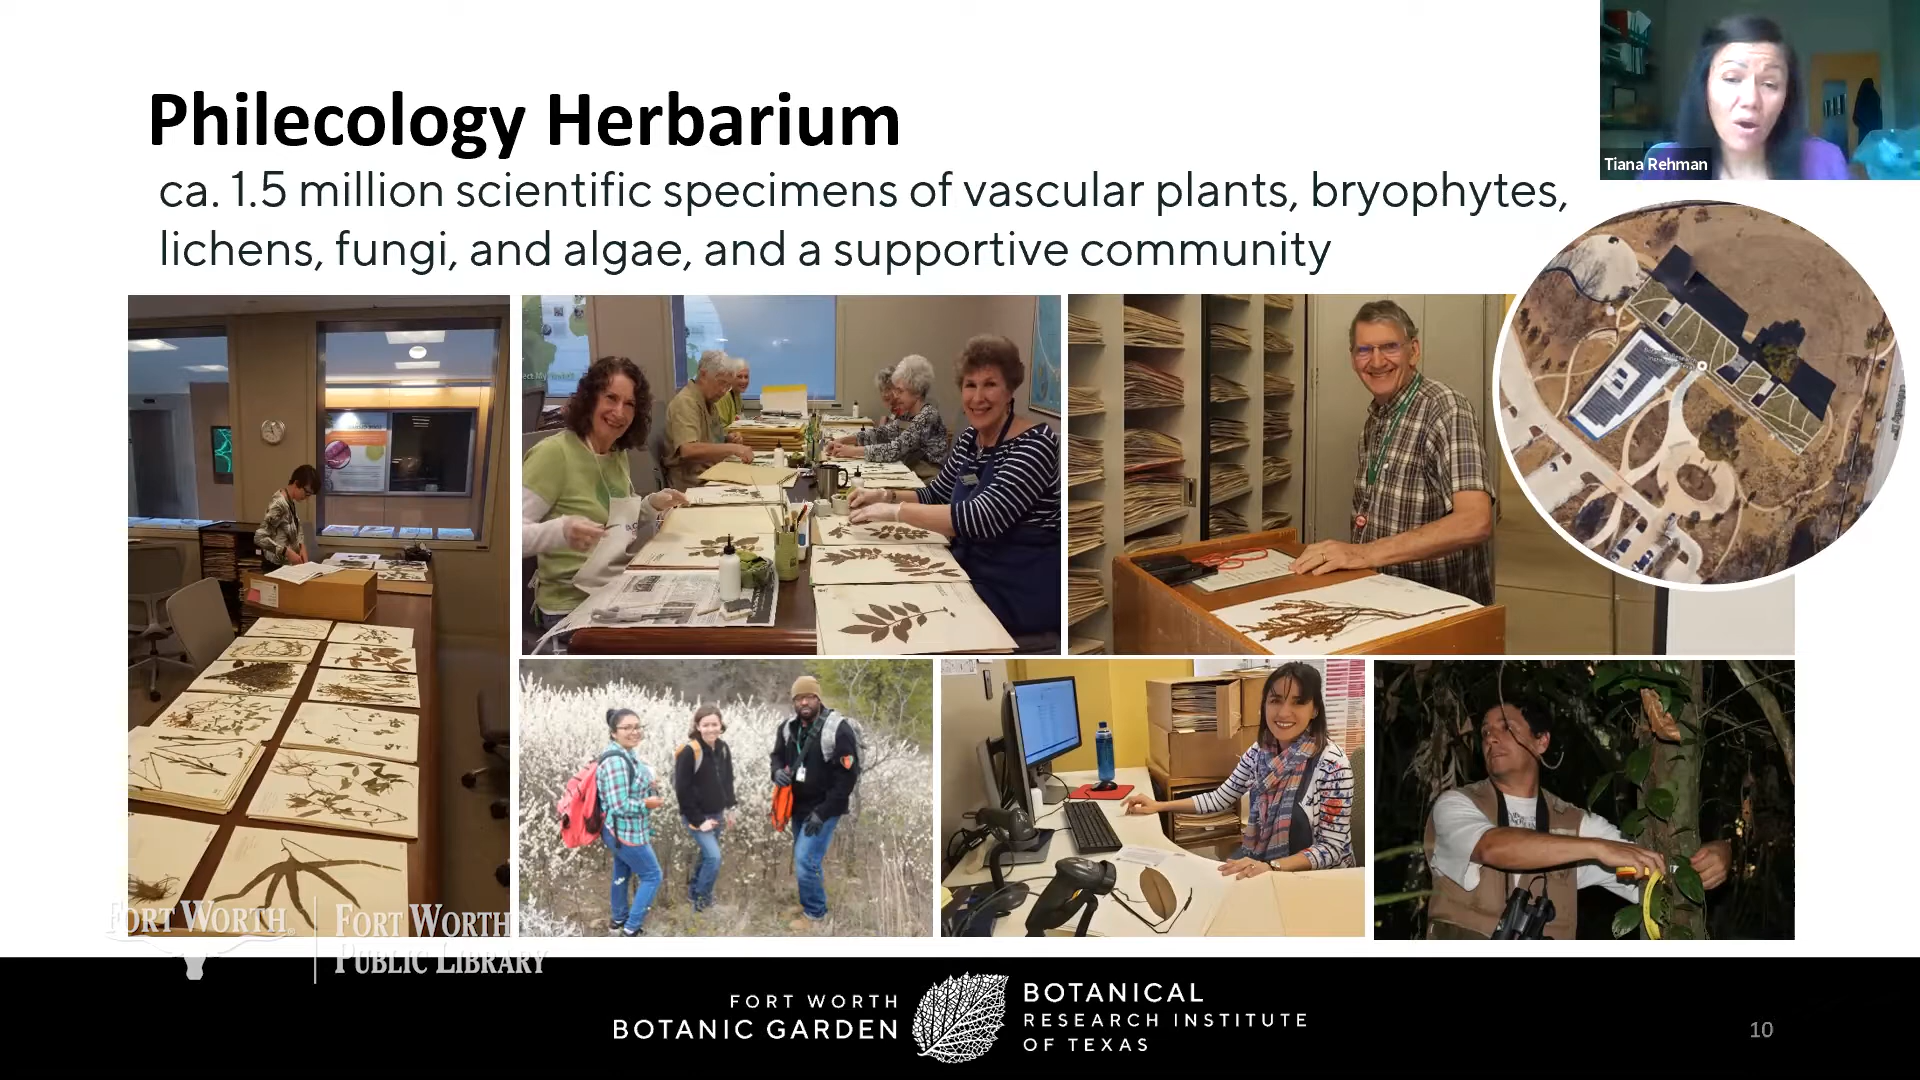 Philecology Herbarium
Tiana Rehman
ca. 1.5 million scientific specimens of vascular plants, bryophytes,
lichens, fungi, and algae, and a supportive community
FORT WORTH®
FORT WORTH
PUBLIC LIBRARY
FORT WORTH
BOTANIC GARDEN
BOTANICAL
RESEARCH INSTITUTE
OF TEXAS
10